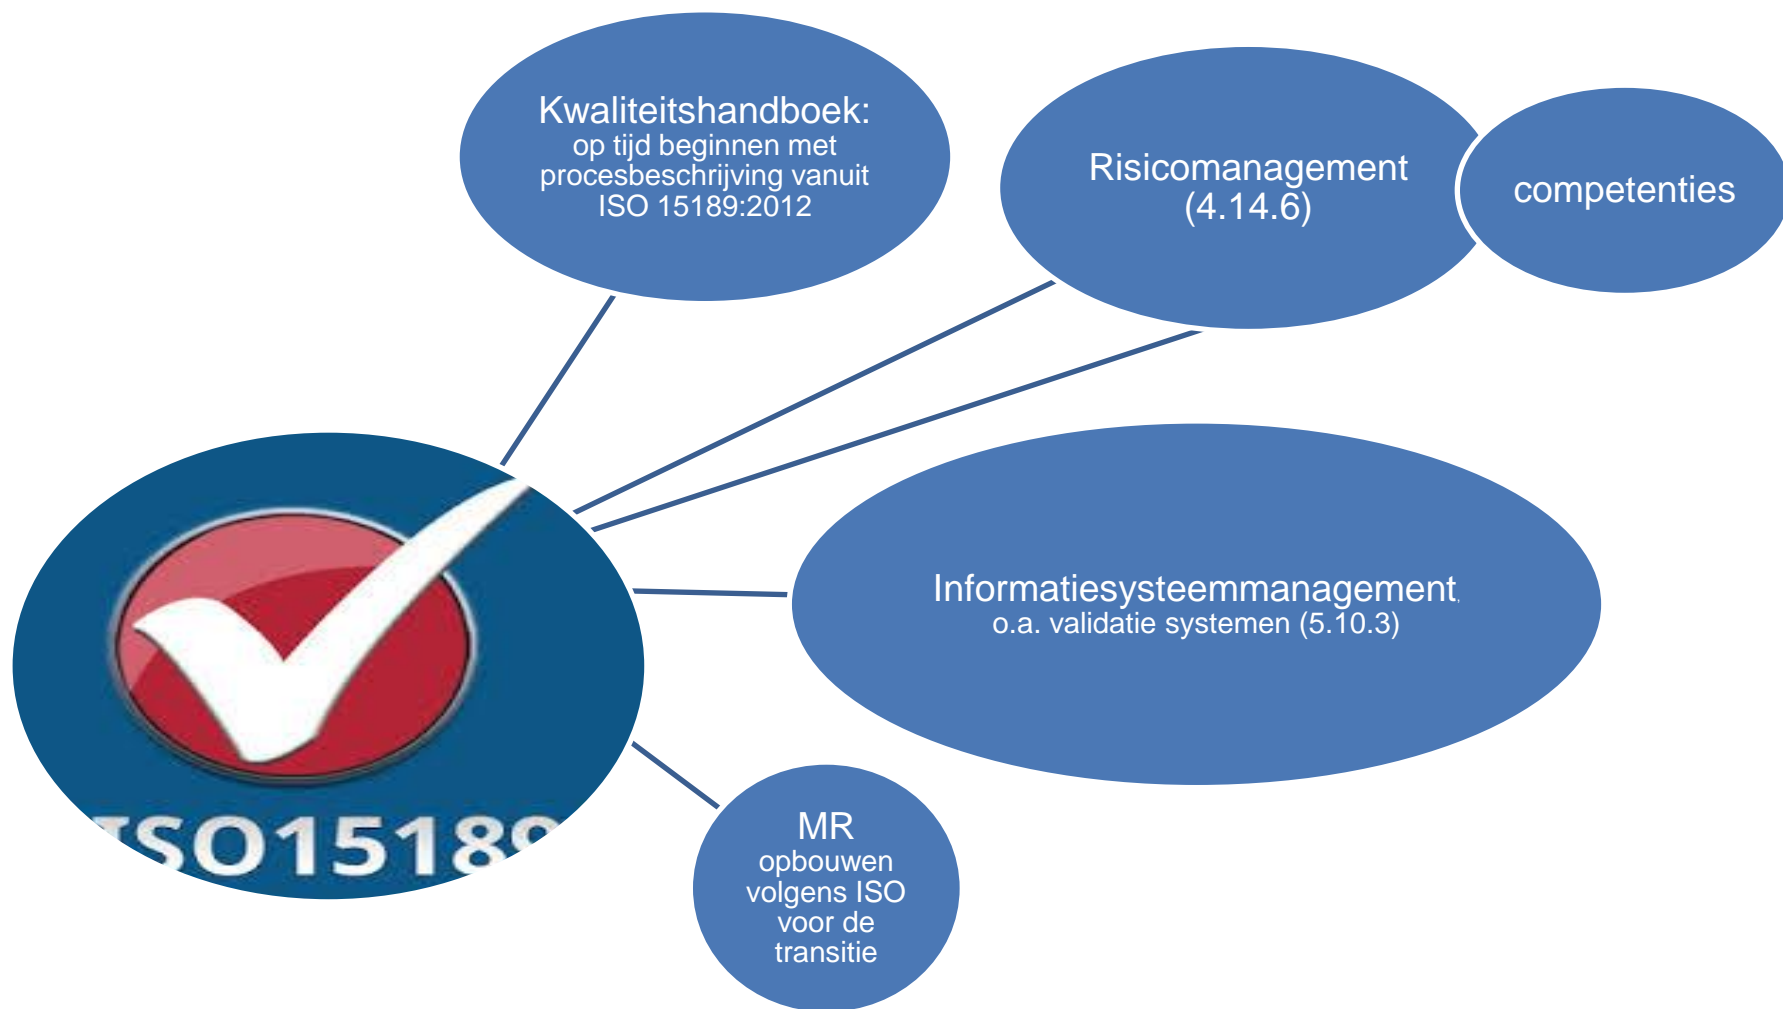 Kwaliteitshandboek:
op tijd beginnen met
procesbeschrijving vanuit
ISO 15189:2012
Risicomanagement
(4.14.6)
competenties
Informatiesysteemmanagement,
o.a. validatie systemen (5.10.3)
ISO15189
MR
opbouwen
volgens ISO
voor de
transitie